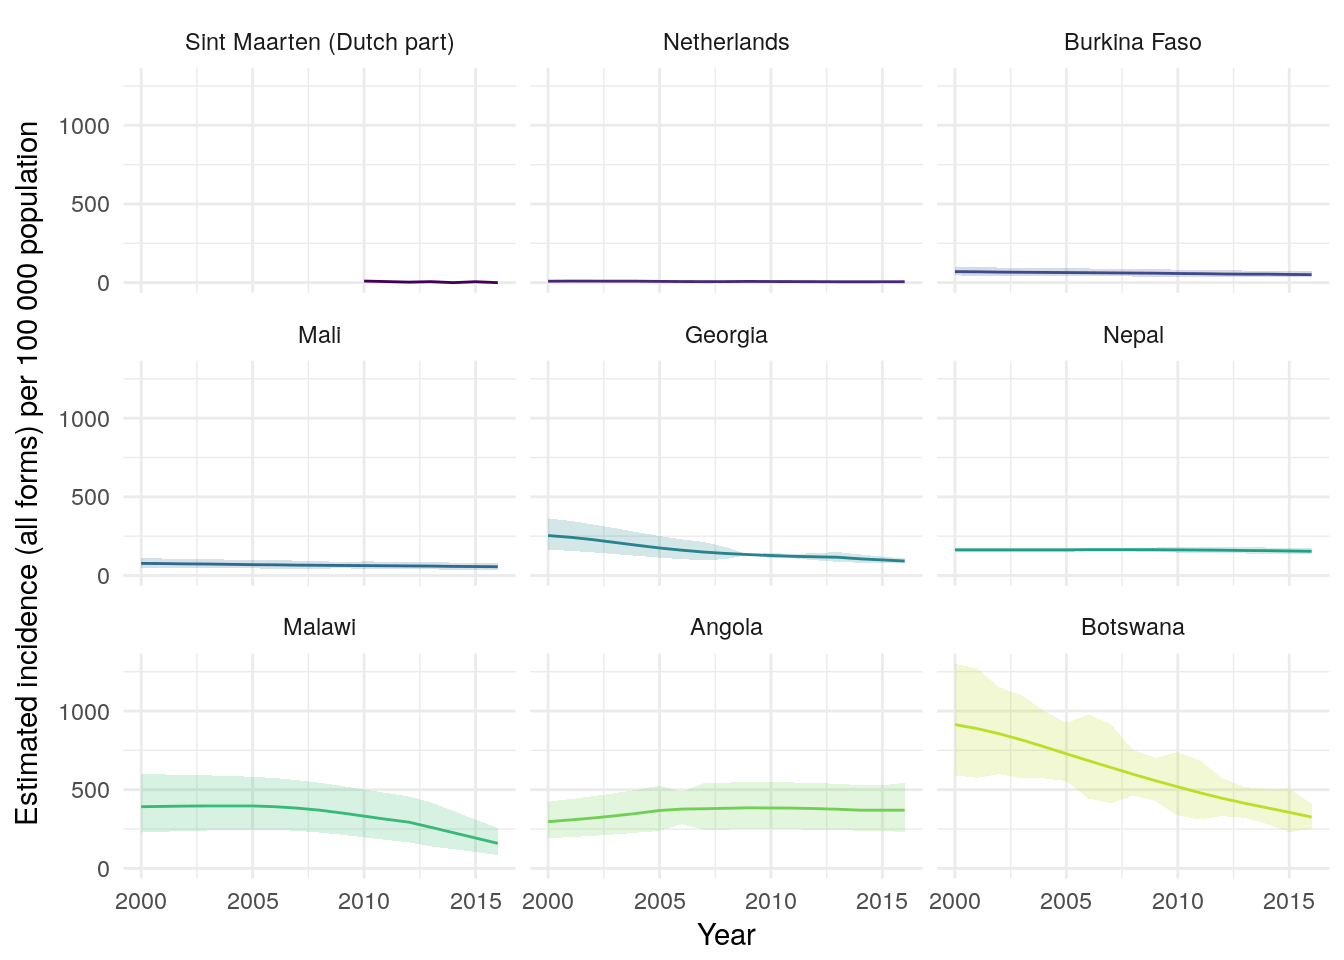 Sint Maarten (Dutch part)
Netherlands
Burkina Faso
1000
500
0
Mali
Georgia
Nepal
1000
500
0
Malawi
Angola
Botswana
1000
500
0
2000 2005 2010 2015
2000 2005 2010 2015
2000 2005 2010 2015
Year
Estimated incidence (all forms) per 100 000 population